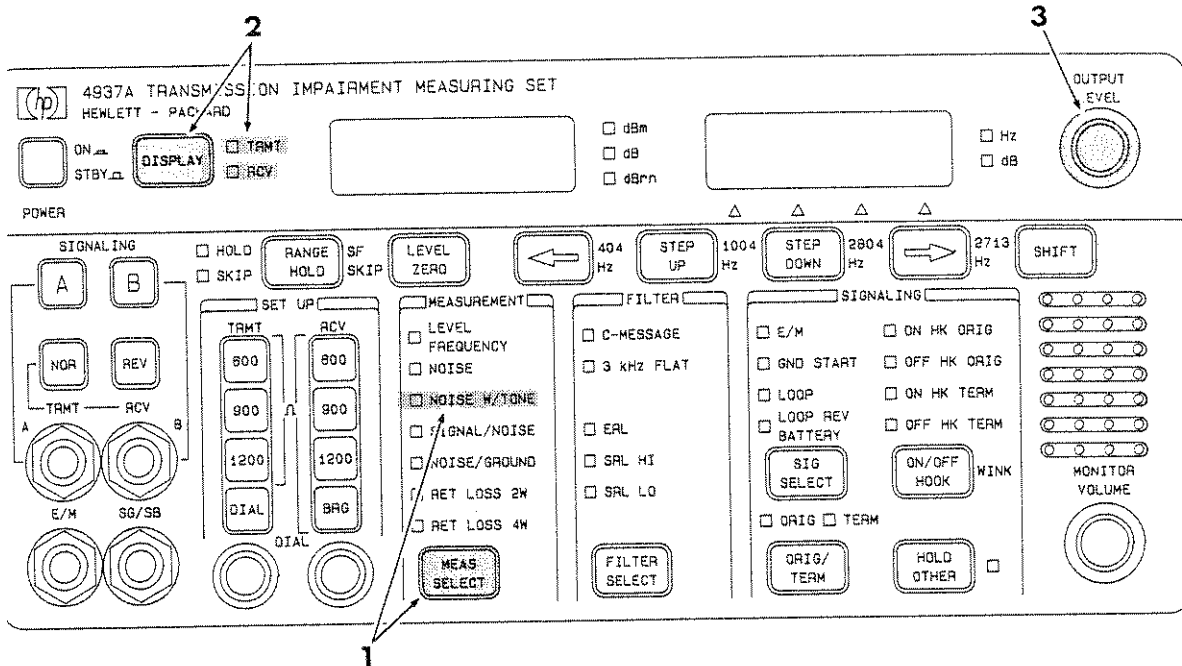 2
3
hp
4937A TRANSMISSION IMPAIRMENT MEASURING SET
HEWLETT - PACKARD
OUTPUT
LEVEL
ON
STBY
DISPLAY
TRMT
RCV
dBm
dB
dBrn
Hz
dB
POWER
SIGNALING
A
B
HOLD
SKIP
RANGE
HOLD
SF
SKIP
LEVEL
ZERO
404
Hz
STEP
UP
1004
Hz
STEP
DOWN
2804
Hz
2713
Hz
SHIFT
NOR
REV
TRMT
RCV
A
B
E/M
SG/SB
SET UP
TRMT
RCV
600
600
900
900
1200
1200
DIAL
BRG
DIAL
MEASUREMENT
LEVEL
FREQUENCY
NOISE
NOISE W/TONE
SIGNAL/NOISE
NOISE/GROUND
RET LOSS 2W
RET LOSS 4W
MEAS
SELECT
FILTER
C-MESSAGE
3 kHz FLAT
ERL
SRL HI
SRL LO
FILTER
SELECT
SIGNALING
E/M
ON HK ORIG
GND START
OFF HK ORIG
LOOP
ON HK TERM
LOOP REV
BATTERY
OFF HK TERM
SIG
SELECT
ON/OFF
HOOK
WINK
ORIG
TERM
ORIG/
TERM
HOLD
OTHER
MONITOR
VOLUME
1